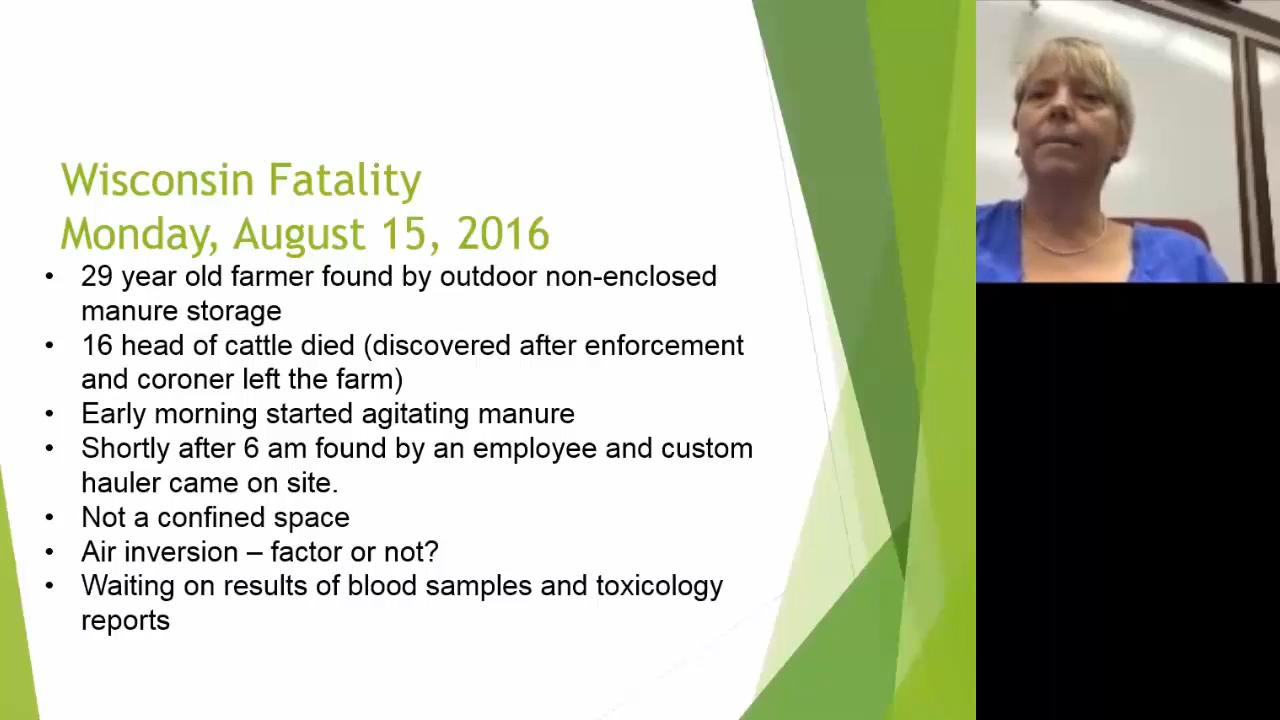 Wisconsin Fatality
Monday, August 15, 2016
• 29 year old farmer found by outdoor non-enclosed
manure storage
• 16 head of cattle died (discovered after enforcement
and coroner left the farm)
• Early morning started agitating manure
• Shortly after 6 am found by an employee and custom
hauler came on site.
• Not a confined space
• Air inversion – factor or not?
• Waiting on results of blood samples and toxicology
reports